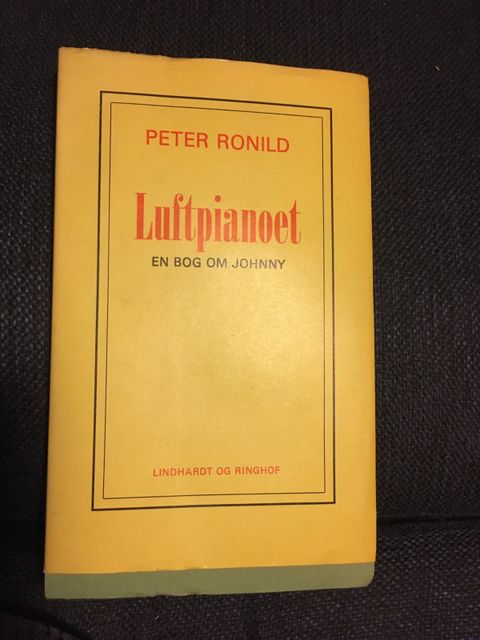 PETER RONILD
Luftpianoet
EN BOG OM JOHNNY
LINDHARDT OG RINGHOF